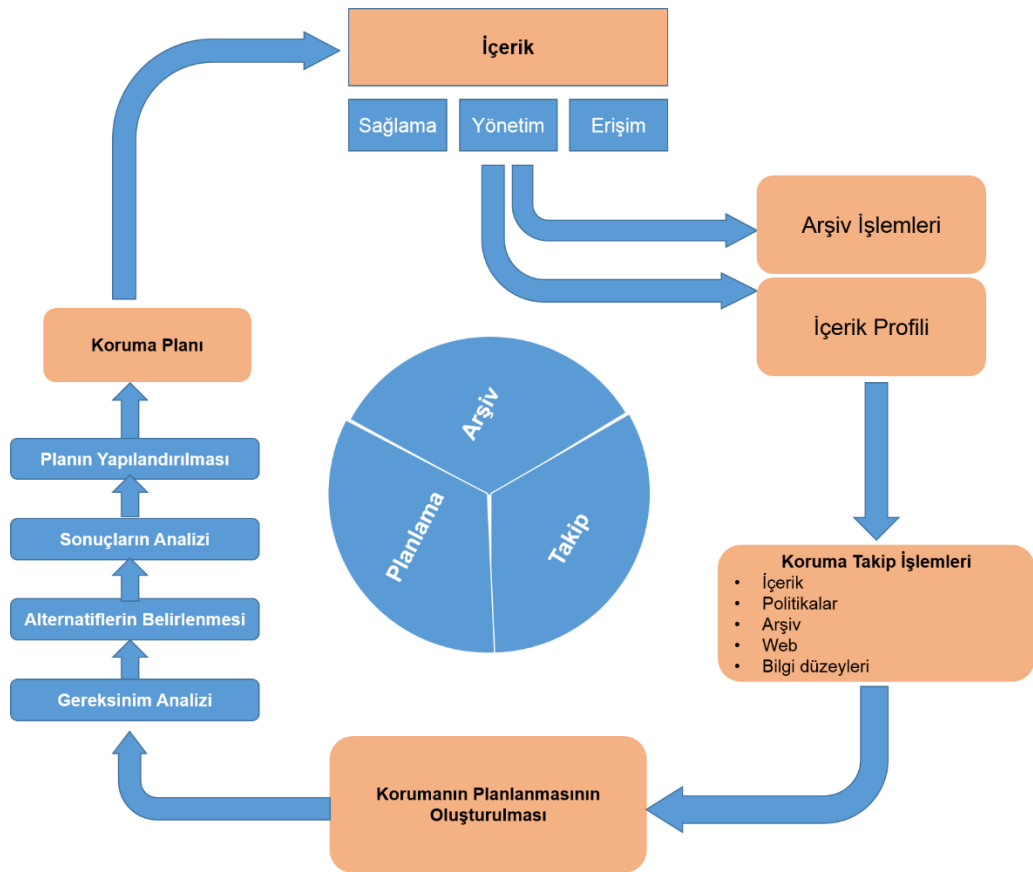 İçerik
Sağlama
Yönetim
Erişim
Arşiv İşlemleri
İçerik Profili
Koruma Planı
Arşiv
Planlama
Takip
Planın Yapılandırılması
Sonuçların Analizi
Alternatiflerin Belirlenmesi
Gereksinim Analizi
Koruma Takip İşlemleri
• İçerik
• Politikalar
• Arşiv
• Web
• Bilgi düzeyleri
Korumanın Planlanmasının
Oluşturulması